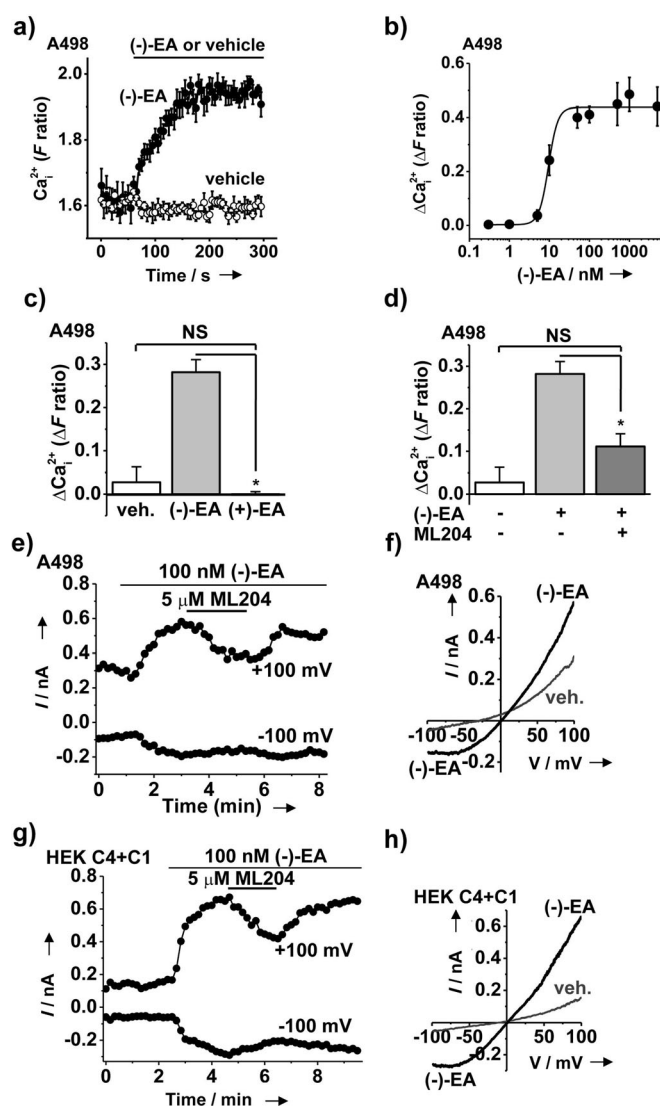 a)
A498
(-)-EA or vehicle
2.0
1.8
1.6
Ca²⁺ᵢ (F ratio)
(-)-EA
vehicle
0 100 200 300
Time / s →
b)
A498
0.6
0.4
0.2
0.0
ΔCa²⁺ᵢ (ΔF ratio)
0.1 1 10 100 1000
(-)-EA / nM →
c)
A498
NS
0.3
0.2
0.1
0.0
ΔCa²⁺ᵢ (ΔF ratio)
*
veh. (-)-EA (+)-EA
d)
A498
NS
0.3
0.2
0.1
0.0
ΔCa²⁺ᵢ (ΔF ratio)
*
(-)-EA - + +
ML204 - - +
e)
A498
100 nM (-)-EA
5 μM ML204
0.8
0.6
0.4
0.2
0.0
-0.2
I / nA →
+100 mV
-100 mV
0 2 4 6 8
Time (min) →
f)
A498
(-)-EA
0.6
0.4
0.2
-0.2
I / nA →
veh.
-100 -50 50 100
(-)-EA
V / mV →
g)
HEK C4+C1
100 nM (-)-EA
5 μM ML204
0.8
0.6
0.4
0.2
0.0
-0.2
I / nA →
+100 mV
-100 mV
0 2 4 6 8
Time / min →
h)
HEK C4+C1
(-)-EA
0.6
0.4
0.2
-0.2
I / nA →
veh.
-100 -50 50 100
(-)-EA
V / mV →